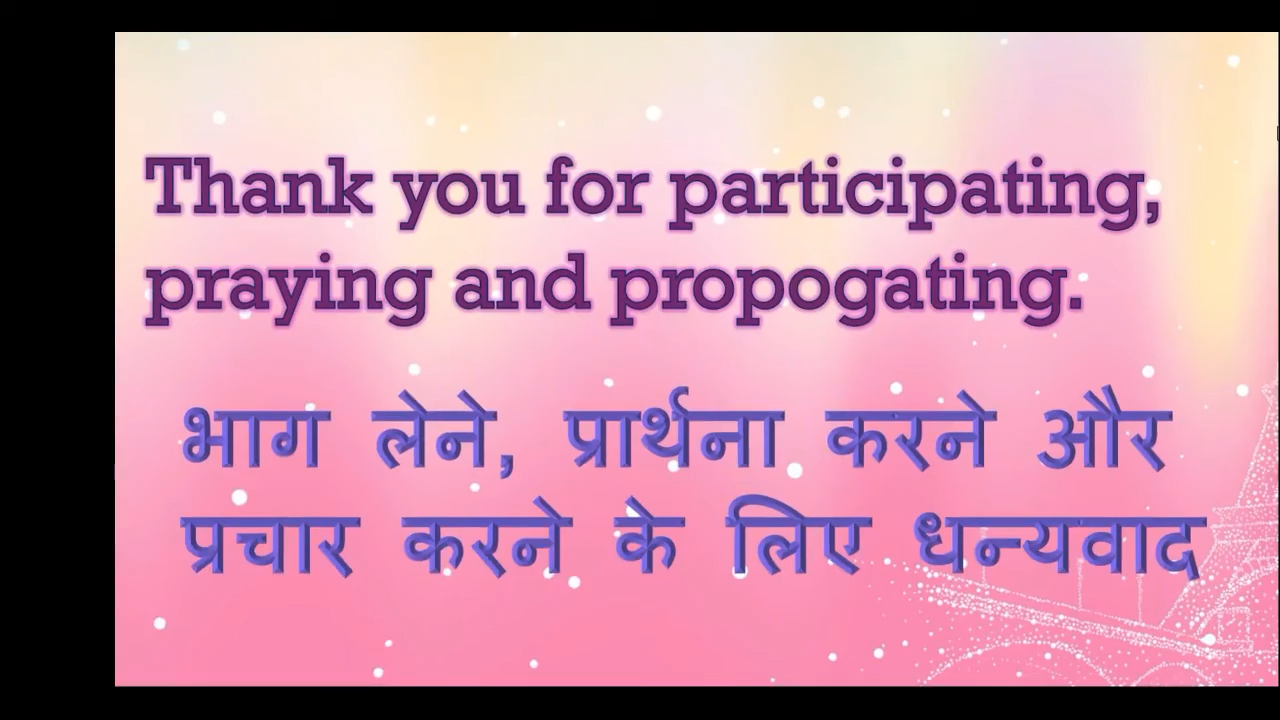 Thank you for participating,
praying and propogating.
भाग लेने, प्रार्थना करने और
प्रचार करने के लिए धन्यवाद